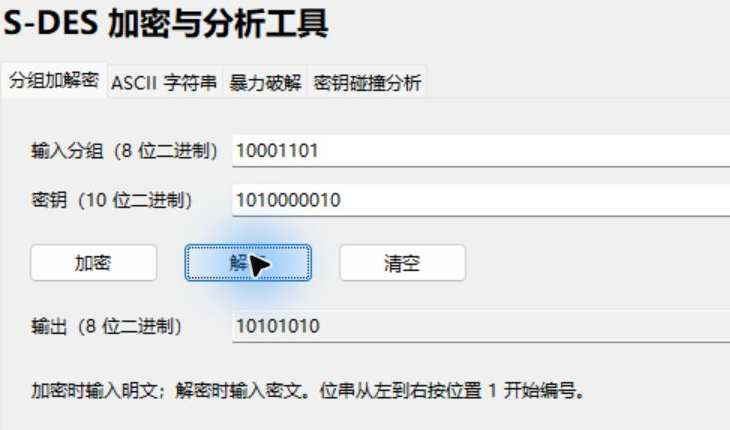 S-DES 加密与分析工具
分组加解密 ASCII 字符串 暴力破解 密钥碰撞分析
输入分组（8 位二进制） 10001101
密钥（10 位二进制） 1010000010
加密 解 清空
输出（8 位二进制） 10101010
加密时输入明文；解密时输入密文。位串从左到右按位置 1 开始编号。